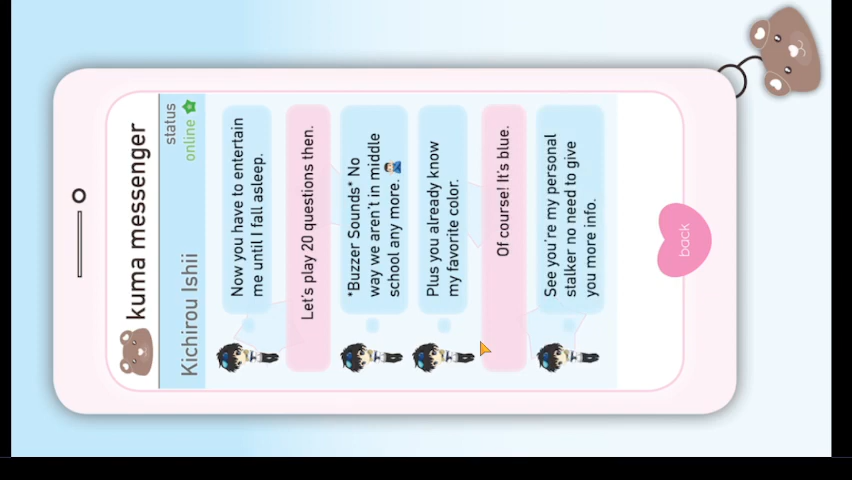 kuma messenger
Kichirou Ishii
status
online
Now you have to entertain
me until I fall asleep.
Let's play 20 questions then.
*Buzzer Sounds* No
way we aren't in middle
school any more.
Plus you already know
my favorite color.
Of course! It's blue.
See you're my personal
stalker no need to give
you more info.
back